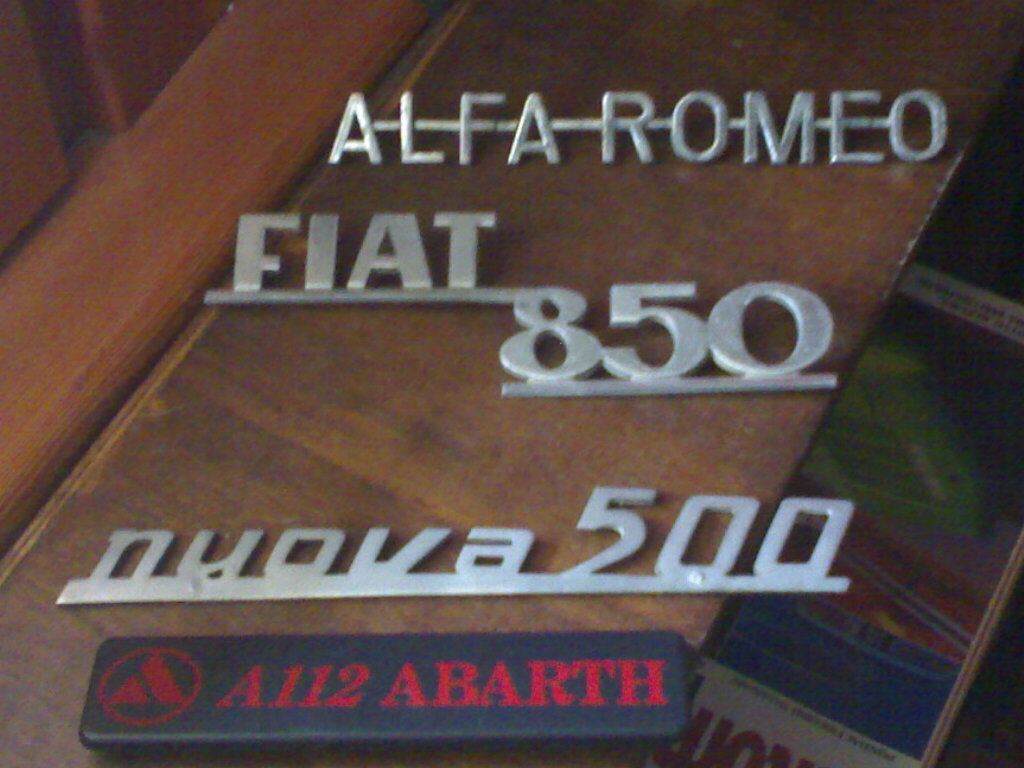 ALFA ROMEO
FIAT
850
nuova 500
A112 ABARTH